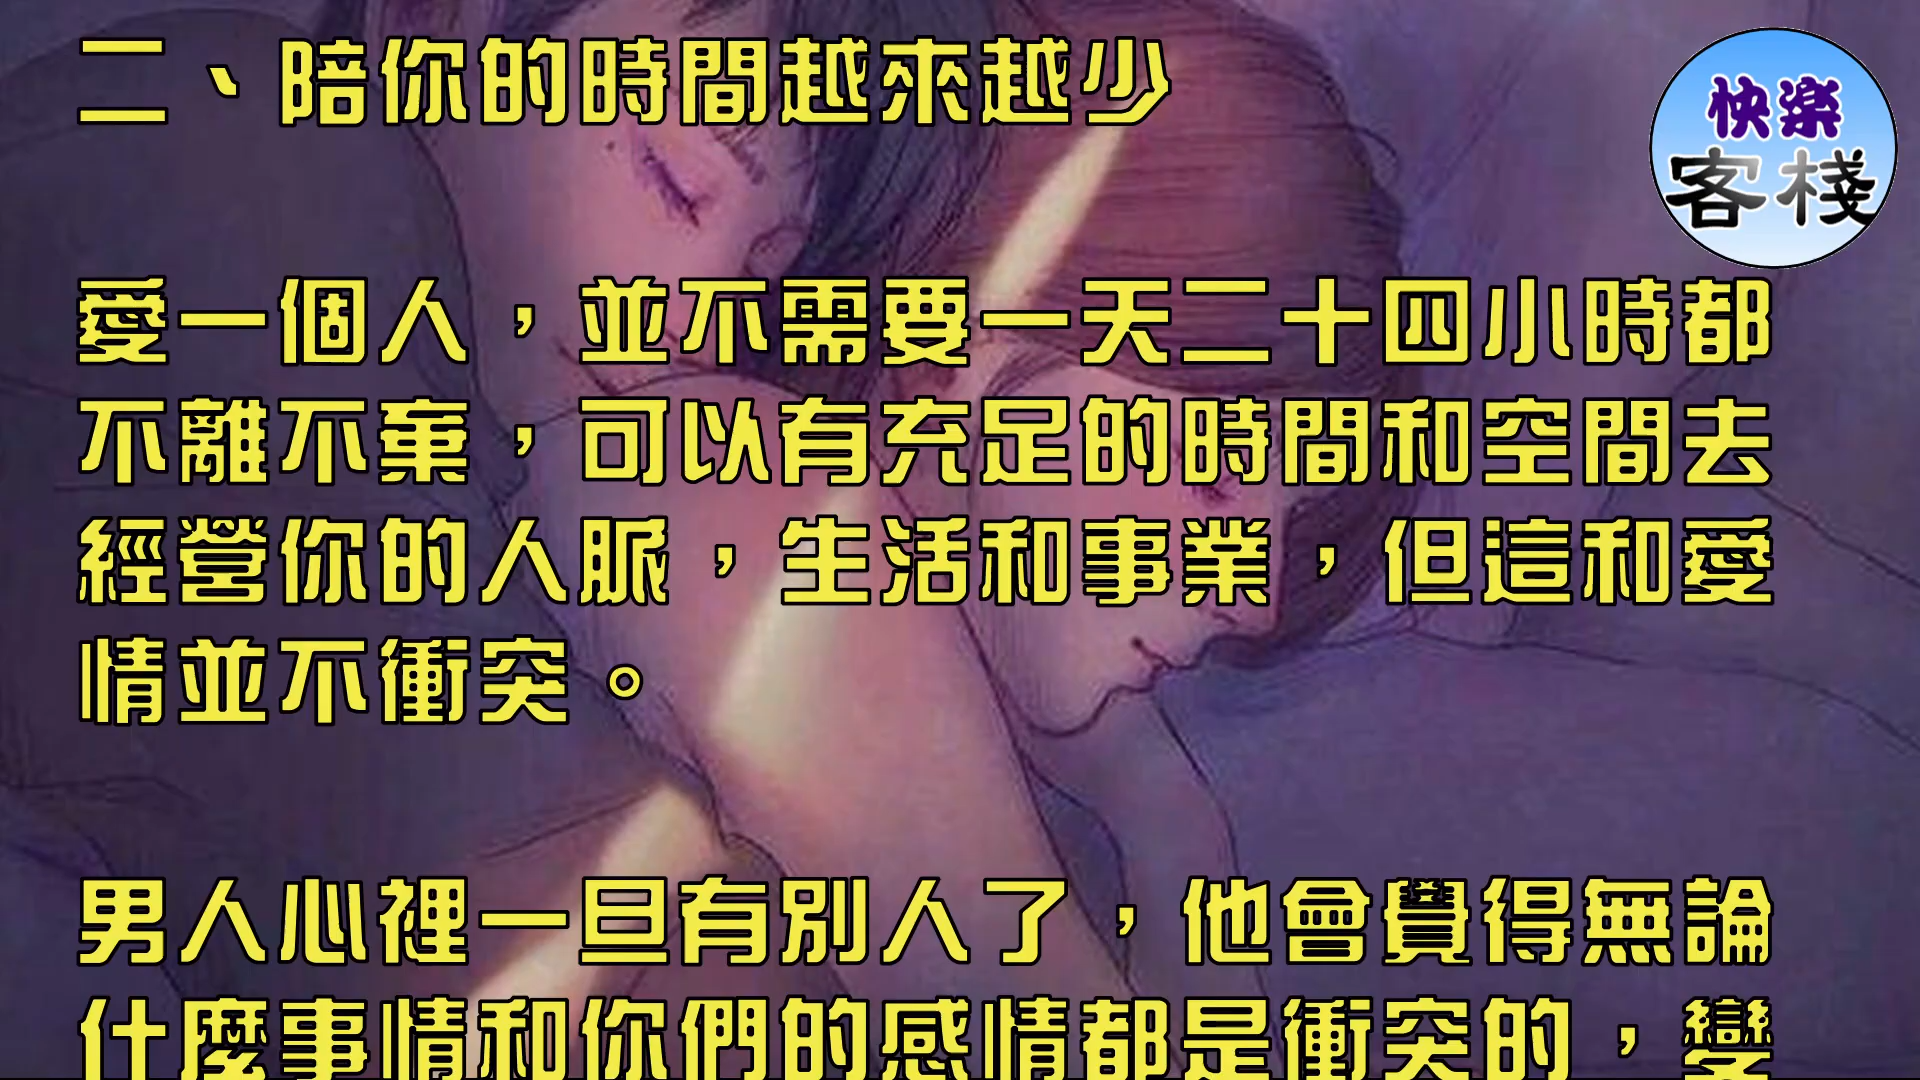 二、陪你的時間越來越少
快楽
客棧
愛一個人，並不需要一天二十四小時都
不離不棄，可以有充足的時間和空間去
經營你的人脈，生活和事業，但這和愛
情並不衝突。
男人心裡一旦有別人了，他會覺得無論
什麼事情和你們的感情都是衝突的，變